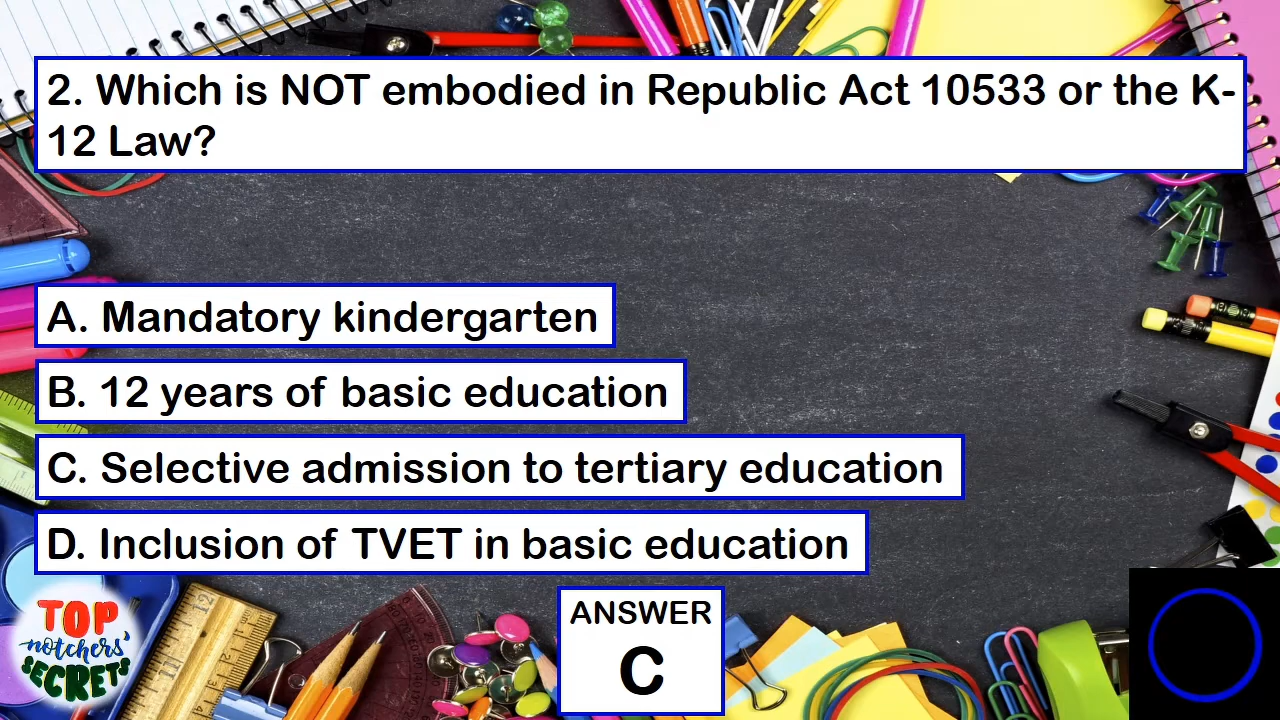 2. Which is NOT embodied in Republic Act 10533 or the K-
12 Law?
A. Mandatory kindergarten
B. 12 years of basic education
C. Selective admission to tertiary education
D. Inclusion of TVET in basic education
TOP
notchers'
SECRETS
ANSWER
C